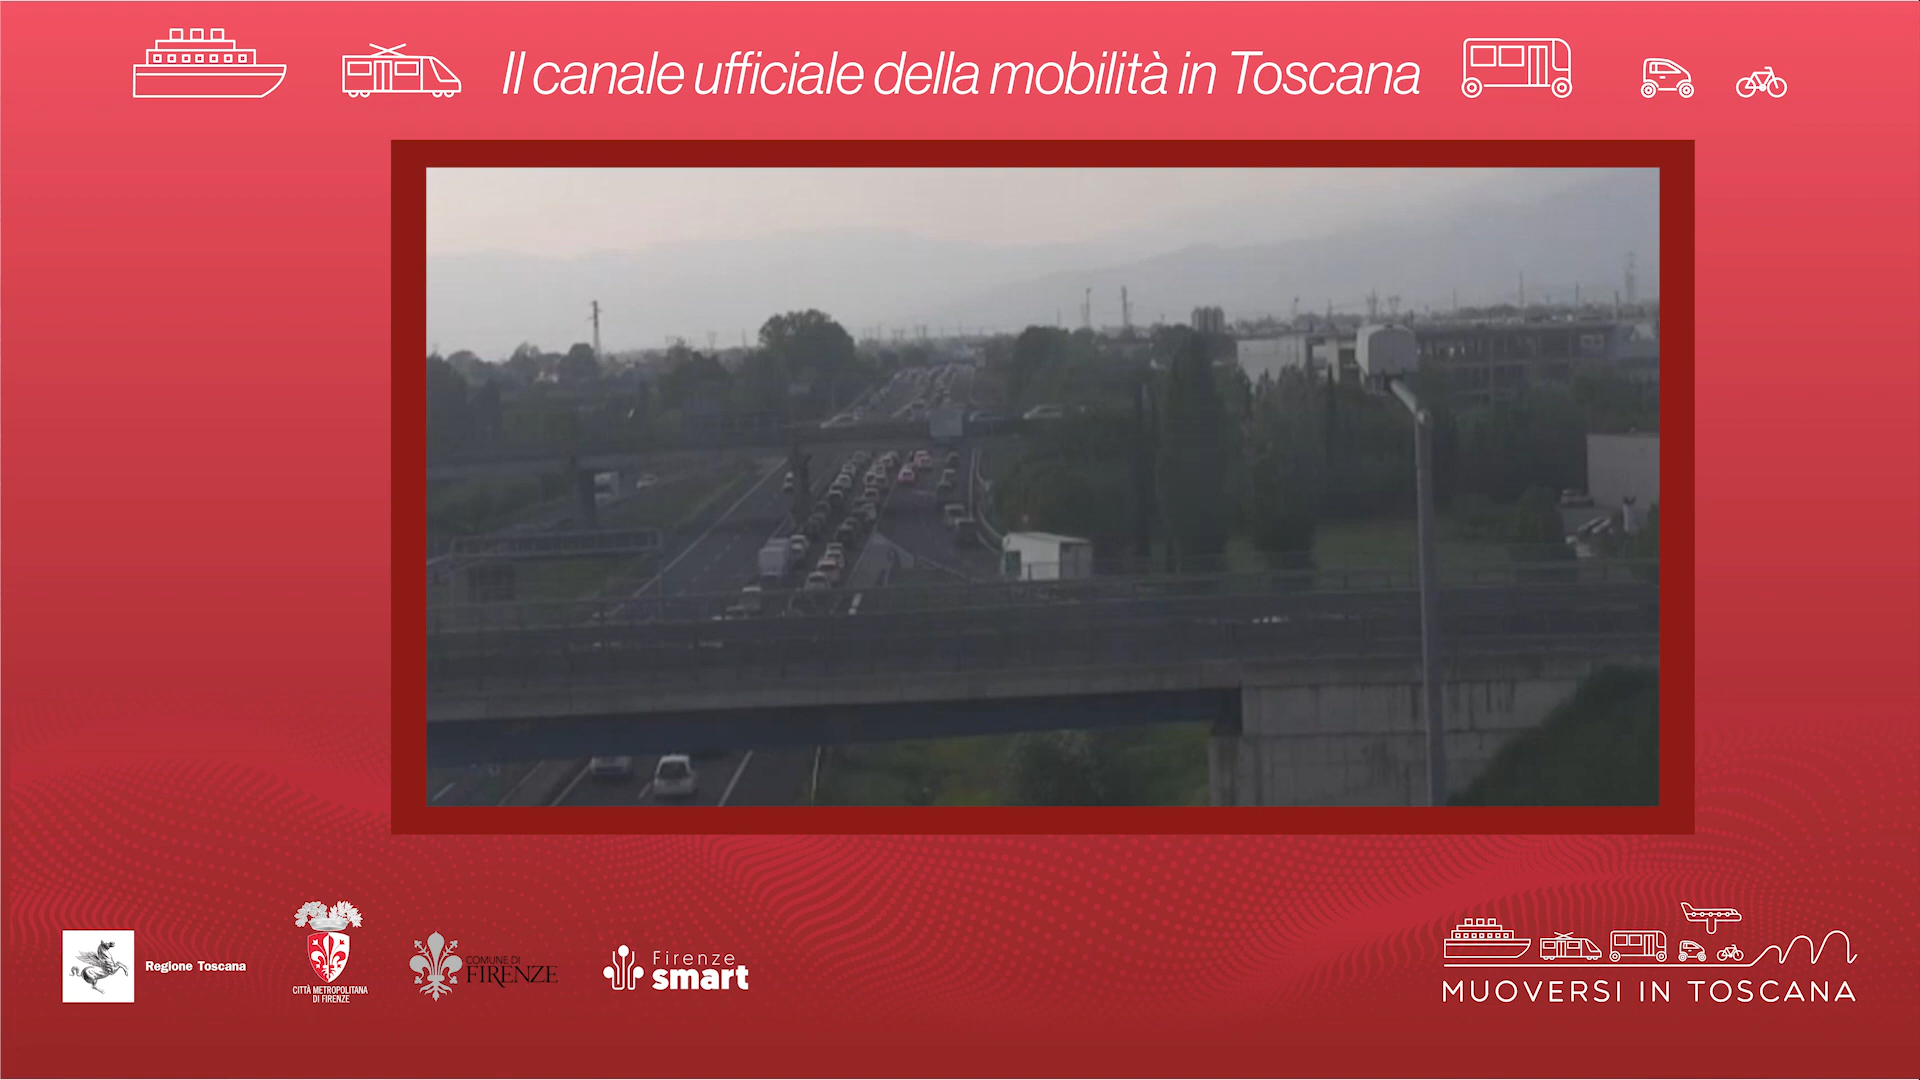 Il canale ufficiale della mobilità in Toscana
Regione Toscana
CITTÀ METROPOLITANA
DI FIRENZE
COMUNE DI
FIRENZE
Firenze
smart
MUOVERSI IN TOSCANA